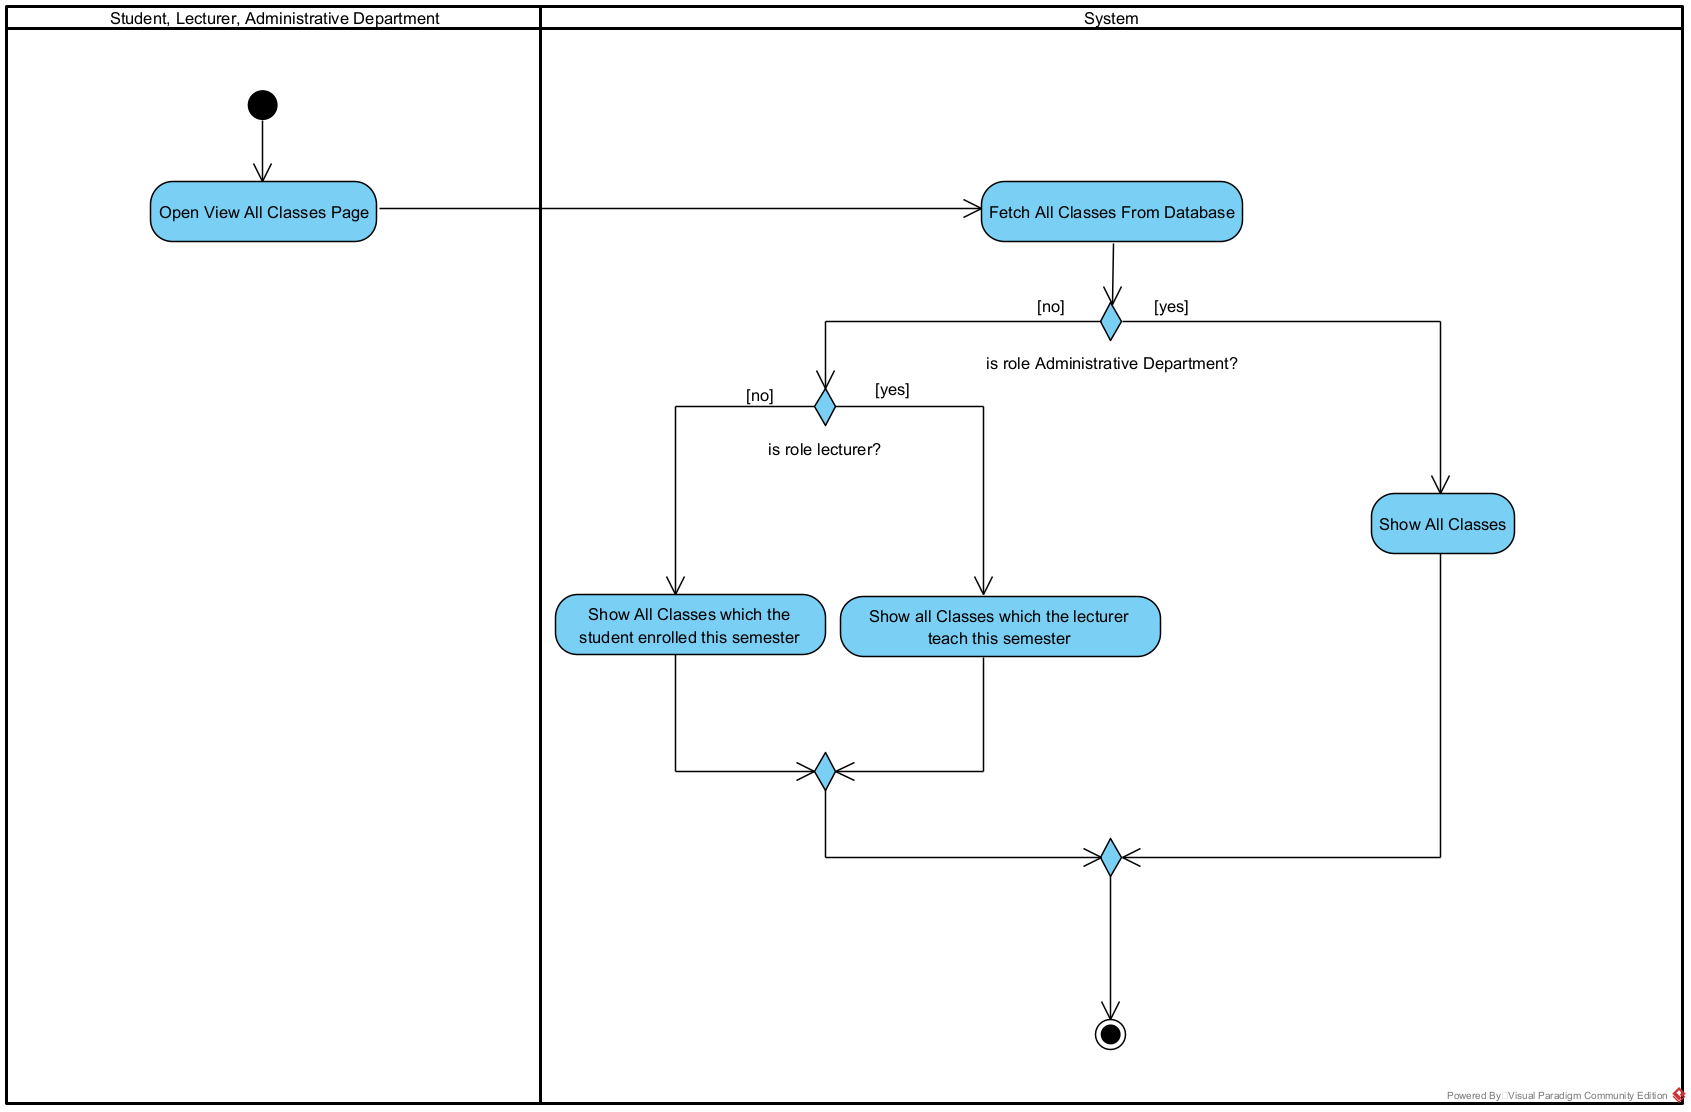 Student, Lecturer, Administrative Department
System
Open View All Classes Page
Fetch All Classes From Database
[no]
[yes]
is role Administrative Department?
[no]
[yes]
is role lecturer?
Show All Classes
Show All Classes which the
student enrolled this semester
Show all Classes which the lecturer
teach this semester
Powered By Visual Paradigm Community Edition